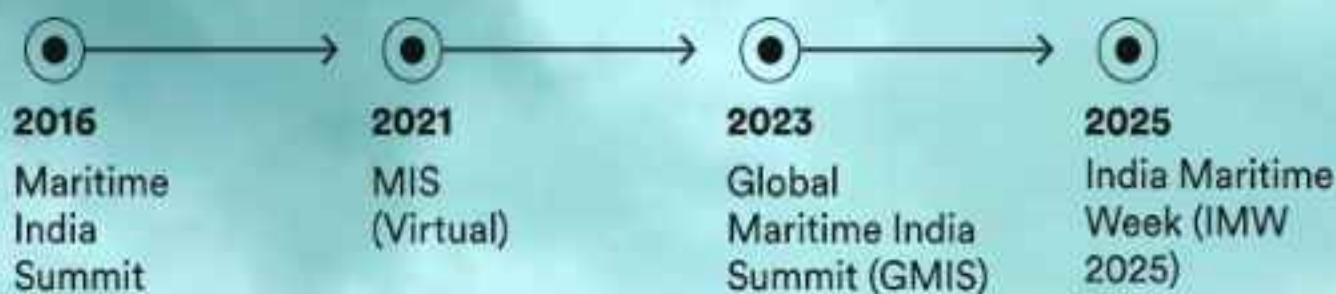 2016
Maritime
India
Summit
2021
MIS
(Virtual)
2023
Global
Maritime India
Summit (GMIS)
2025
India Maritime
Week (IMW
2025)